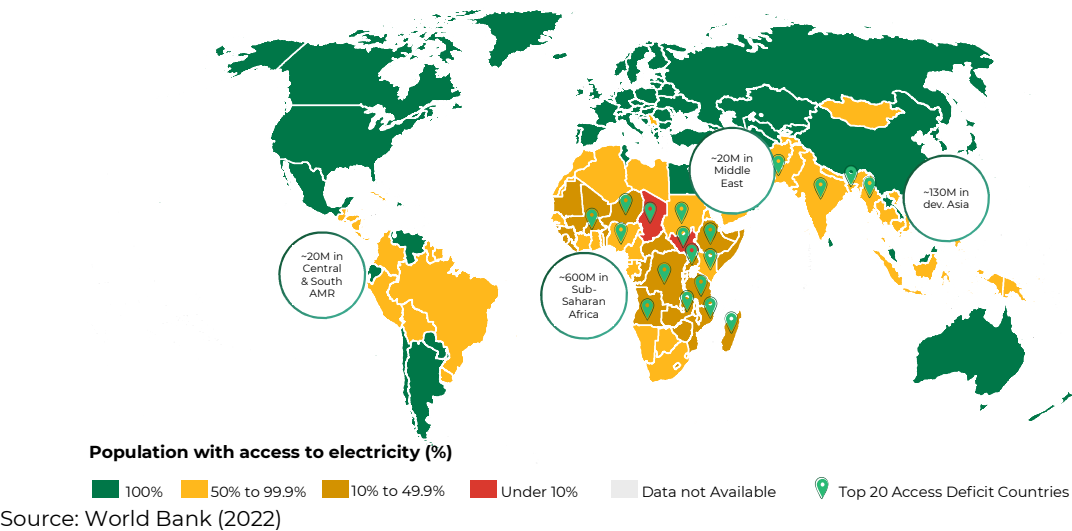 ~20M in
Middle
East
~130M in
dev. Asia
~20M in
Central
& South
AMR
~600M in
Sub-
Saharan
Africa
Population with access to electricity (%)
100%
50% to 99.9%
10% to 49.9%
Under 10%
Data not Available
Top 20 Access Deficit Countries
Source: World Bank (2022)